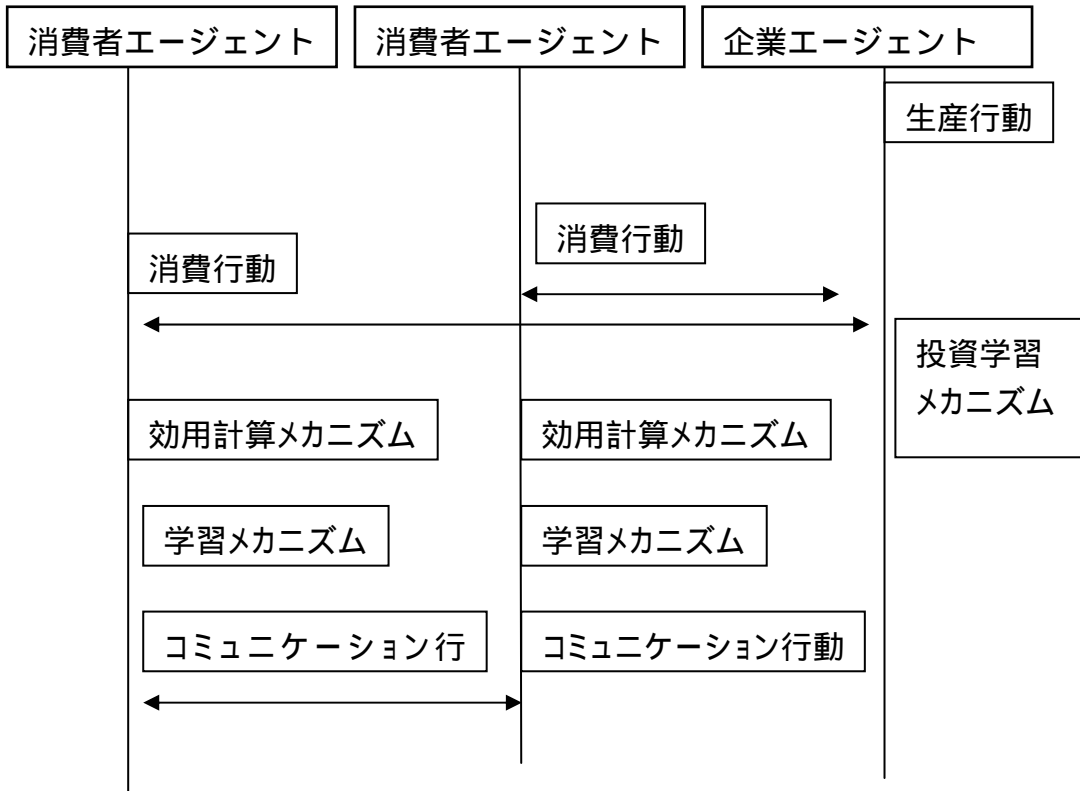 消費者エージェント
消費者エージェント
企業エージェント
生産行動
消費行動
消費行動
投資学習
メカニズム
効用計算メカニズム
効用計算メカニズム
学習メカニズム
学習メカニズム
コミュニケーション行
コミュニケーション行動